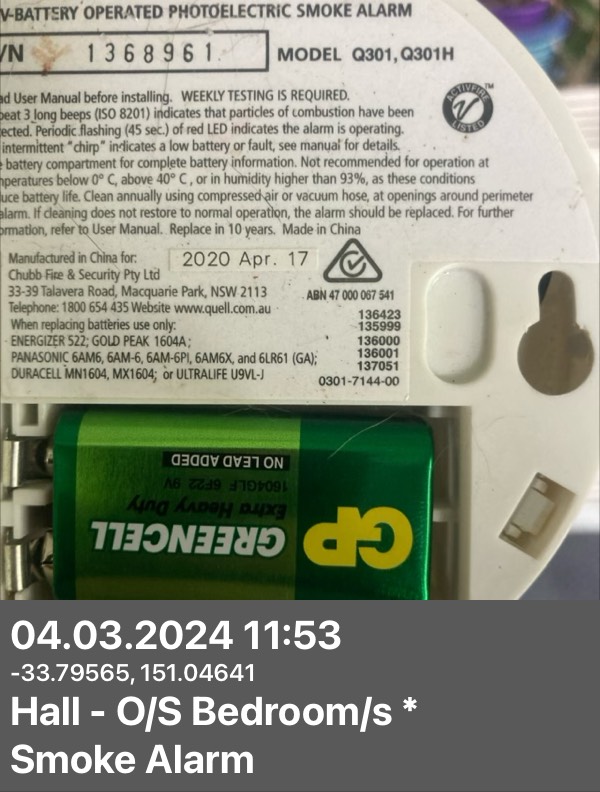 V-BATTERY OPERATED PHOTOELECTRIC SMOKE ALARM
/N 1368961 MODEL Q301, Q301H
ad User Manual before installing. WEEKLY TESTING IS REQUIRED.
peat 3 long beeps (ISO 8201) indicates that particles of combustion have been
ected. Periodic flashing (45 sec.) of red LED indicates the alarm is operating.
intermittent "chirp" indicates a low battery or fault, see manual for details.
battery compartment for complete battery information. Not recommended for operation at
mperatures below 0° C, above 40° C, or in humidity higher than 93%, as these conditions
uce battery life. Clean annually using compressed air or vacuum hose, at openings around perimeter
alarm. If cleaning does not restore to normal operation, the alarm should be replaced. For further
ormation, refer to User Manual. Replace in 10 years. Made in China
ACTIVFIRE
LISTED
TM
Manufactured in China for: 2020 Apr. 17
Chubb Fire & Security Pty Ltd
33-39 Talavera Road, Macquarie Park, NSW 2113
Telephone: 1800 654 435 Website www.quell.com.au
When replacing batteries use only:
ENERGIZER 522; GOLD PEAK 1604A;
PANASONIC 6AM6, 6AM-6, 6AM-6PI, 6AM6X, and 6LR61 (GA);
DURACELL MN1604, MX1604; or ULTRALIFE U9VL-J
ABN 47 000 067 541
136423
135999
136000
136001
137051
0301-7144-00
GP GREENCELL
Extra Heavy Duty
1604GLF 6F22 9V
NO LEAD ADDED
04.03.2024 11:53
-33.79565, 151.04641
Hall - O/S Bedroom/s *
Smoke Alarm